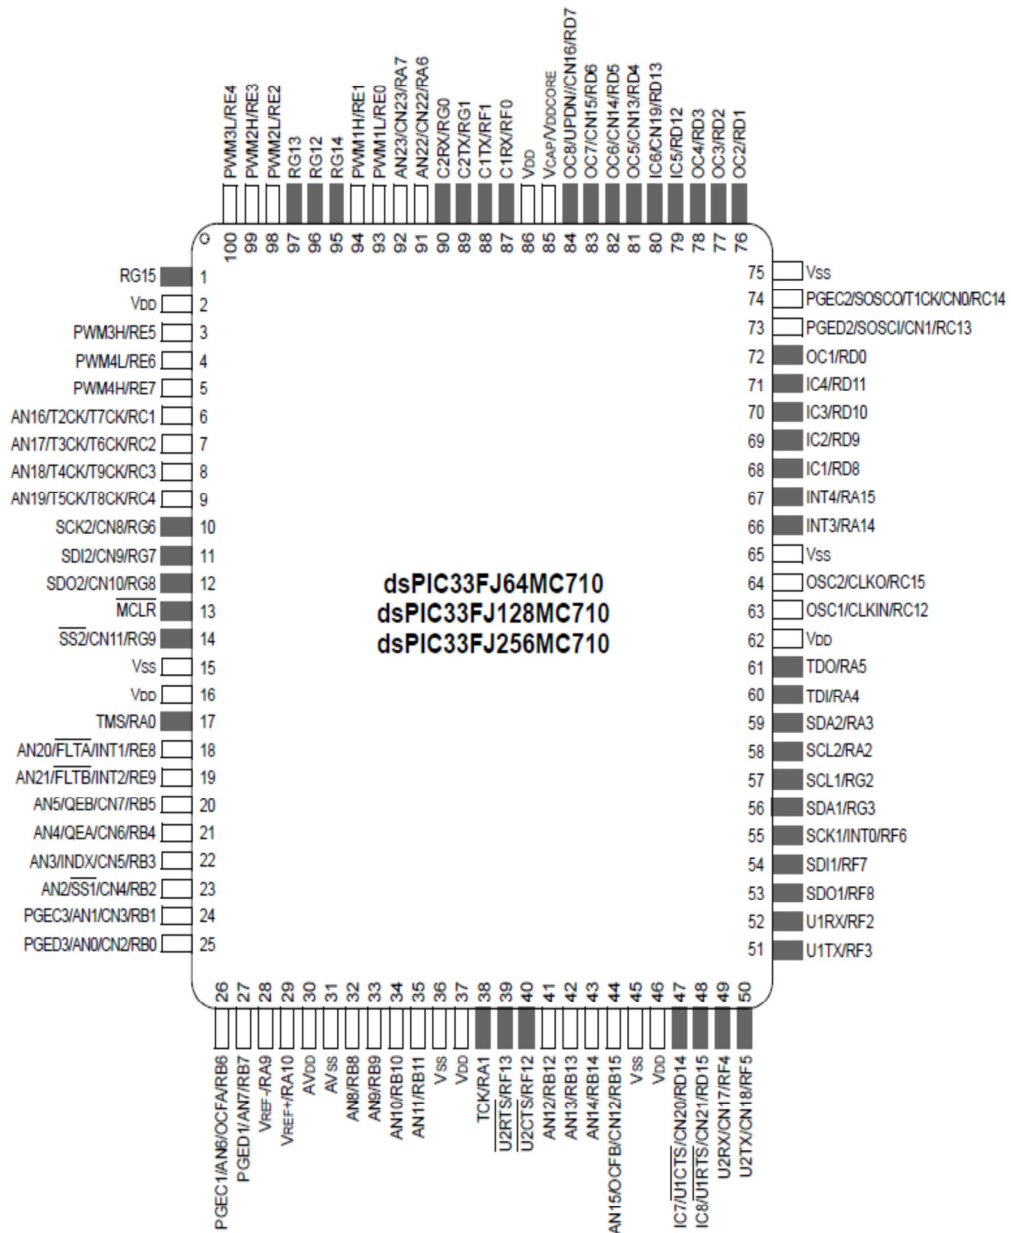 PWM3L/RE4
PWM2H/RE3
PWM2L/RE2
RG13
RG12
RG14
PWM1H/RE1
PWM1L/RE0
AN23/CN23/RA7
AN22/CN22/RA6
C2RX/RG0
C2TX/RG1
C1TX/RF1
C1RX/RF0
VDD
VCAP/VDDCORE
OC8/UPDN//CN16/RD7
OC7/CN15/RD6
OC6/CN14/RD5
OC5/CN13/RD4
IC6/CN19/RD13
IC5/RD12
OC4/RD3
OC3/RD2
OC2/RD1
100 99 98 97 96 95 94 93 92 91 90 89 88 87 86 85 84 83 82 81 80 79 78 77 76
RG15 1
VDD 2
PWM3H/RE5 3
PWM4L/RE6 4
PWM4H/RE7 5
AN16/T2CK/T7CK/RC1 6
AN17/T3CK/T6CK/RC2 7
AN18/T4CK/T9CK/RC3 8
AN19/T5CK/T8CK/RC4 9
SCK2/CN8/RG6 10
SDI2/CN9/RG7 11
SDO2/CN10/RG8 12
MCLR 13
SS2/CN11/RG9 14
VSS 15
VDD 16
TMS/RA0 17
AN20/FLTA/INT1/RE8 18
AN21/FLTB/INT2/RE9 19
AN5/QEB/CN7/RB5 20
AN4/QEA/CN6/RB4 21
AN3/INDX/CN5/RB3 22
AN2/SS1/CN4/RB2 23
PGEC3/AN1/CN3/RB1 24
PGED3/AN0/CN2/RB0 25
dsPIC33FJ64MC710
dsPIC33FJ128MC710
dsPIC33FJ256MC710
75 VSS
74 PGEC2/SOSCO/T1CK/CN0/RC14
73 PGED2/SOSCI/CN1/RC13
72 OC1/RD0
71 IC4/RD11
70 IC3/RD10
69 IC2/RD9
68 IC1/RD8
67 INT4/RA15
66 INT3/RA14
65 VSS
64 OSC2/CLKO/RC15
63 OSC1/CLKIN/RC12
62 VDD
61 TDO/RA5
60 TDI/RA4
59 SDA2/RA3
58 SCL2/RA2
57 SCL1/RG2
56 SDA1/RG3
55 SCK1/INT0/RF6
54 SDI1/RF7
53 SDO1/RF8
52 U1RX/RF2
51 U1TX/RF3
26 27 28 29 30 31 32 33 34 35 36 37 38 39 40 41 42 43 44 45 46 47 48 49 50
PGEC1/AN6/OCFA/RB6
PGED1/AN7/RB7
VREF-/RA9
VREF+/RA10
AVDD
AVSS
AN8/RB8
AN9/RB9
AN10/RB10
AN11/RB11
VSS
VDD
TCK/RA1
U2RTS/RF13
U2CTS/RF12
AN12/RB12
AN13/RB13
AN14/RB14
AN15/OCFB/CN12/RB15
VSS
VDD
IC7/U1CTS/CN20/RD14
IC8/U1RTS/CN21/RD15
U2RX/CN17/RF4
U2TX/CN18/RF5